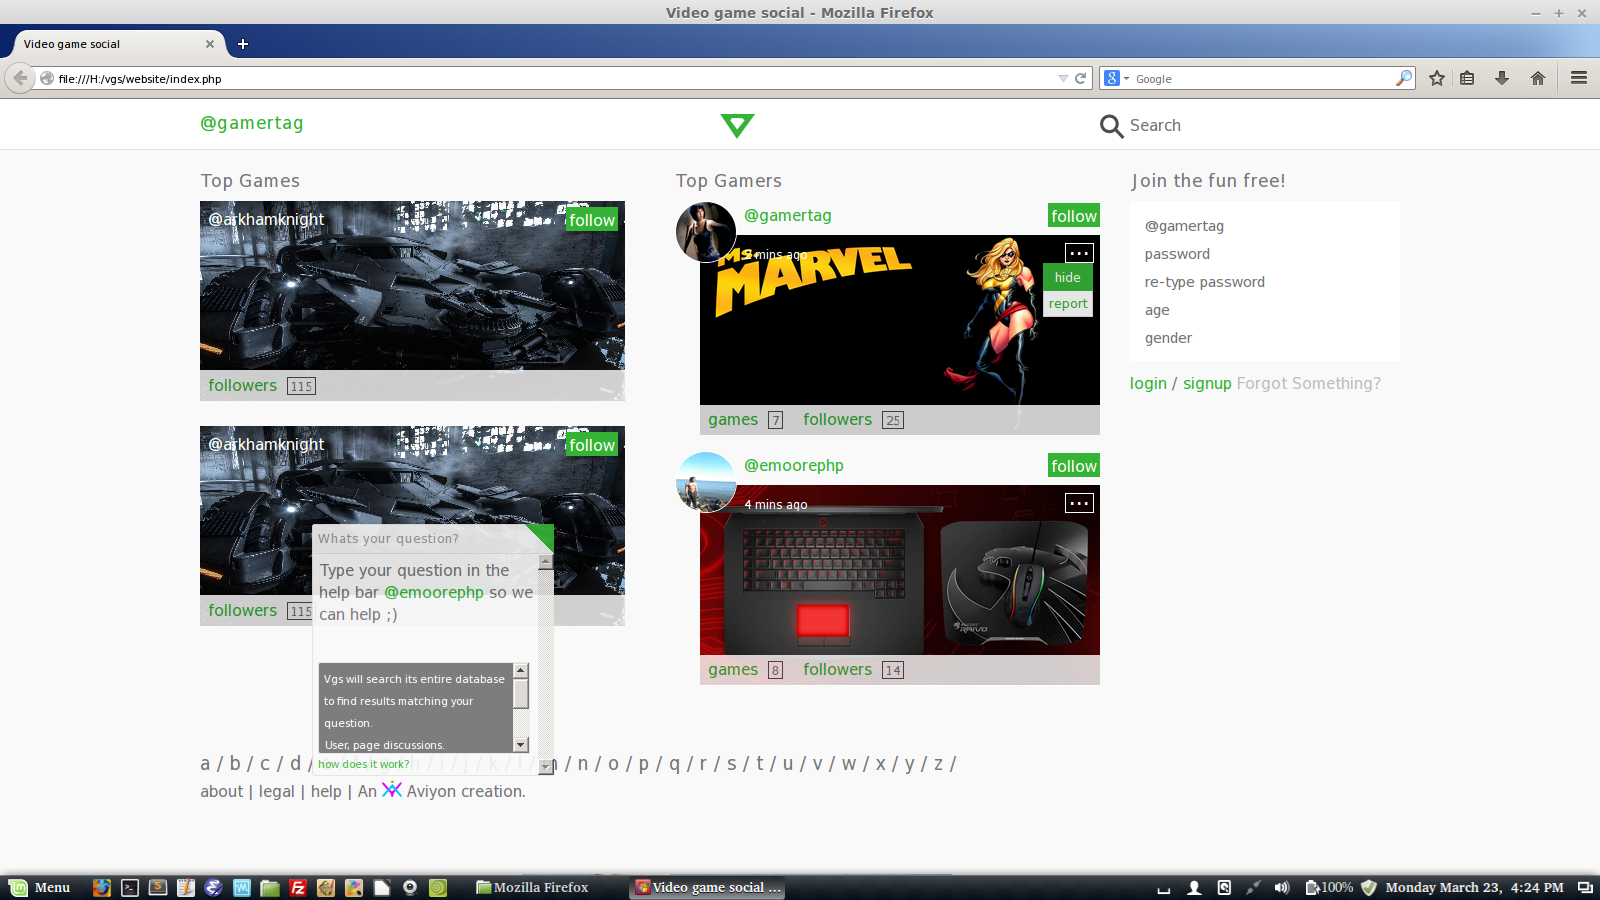 Video game social - Mozilla Firefox
Video game social
file:///H:/vgs/website/index.php
Google
@gamertag
Search
Top Games
@arkhamknight
follow
followers 115
@arkhamknight
follow
followers 115
Whats your question?
Type your question in the
help bar @emoorephp so we
can help ;)
Vgs will search its entire database
to find results matching your
question.
User, page discussions.
how does it work?
Top Gamers
@gamertag
follow
2 mins ago
...
MS.
MARVEL
hide
report
games 7 followers 25
@emoorephp
follow
4 mins ago
...
ROCCAT
RAIVO
games 8 followers 14
Join the fun free!
@gamertag
password
re-type password
age
gender
login / signup Forgot Something?
a / b / c / d / e / f / g / h / i / j / k / l / m / n / o / p / q / r / s / t / u / v / w / x / y / z /
about | legal | help | An Aviyon creation.
Menu
Mozilla Firefox
Video game social ...
100%
Monday March 23, 4:24 PM